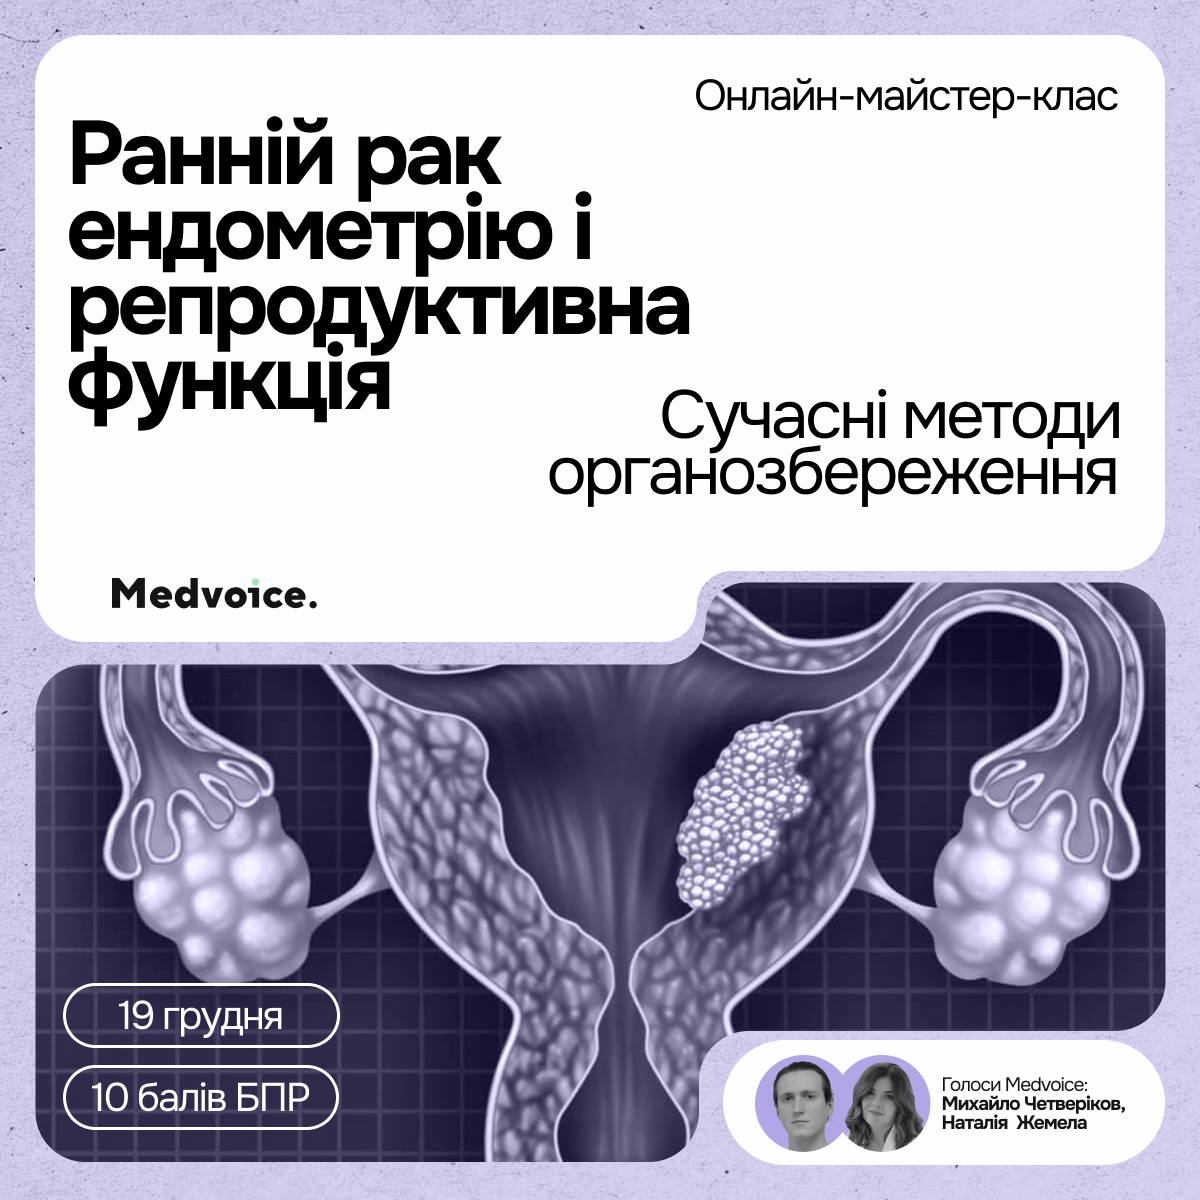 Онлайн-майстер-клас
Ранній рак
ендометрію і
репродуктивна
функція
Сучасні методи
органозбереження
Medvoice.
19 грудня
10 балів БПР
Голоси Medvoice:
Михайло Четверіков,
Наталія Жемела